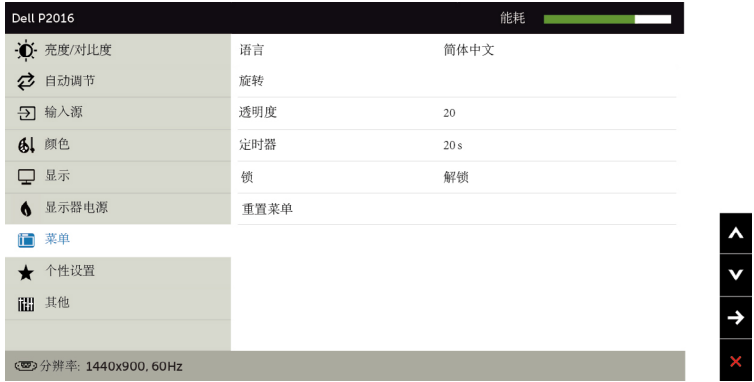 Dell P2016 能耗
亮度/对比度
自动调节
输入源
颜色
显示
显示器电源
菜单
个性设置
其他
语言 简体中文
旋转
透明度 20
定时器 20 s
锁 解锁
重置菜单
分辨率: 1440x900, 60Hz